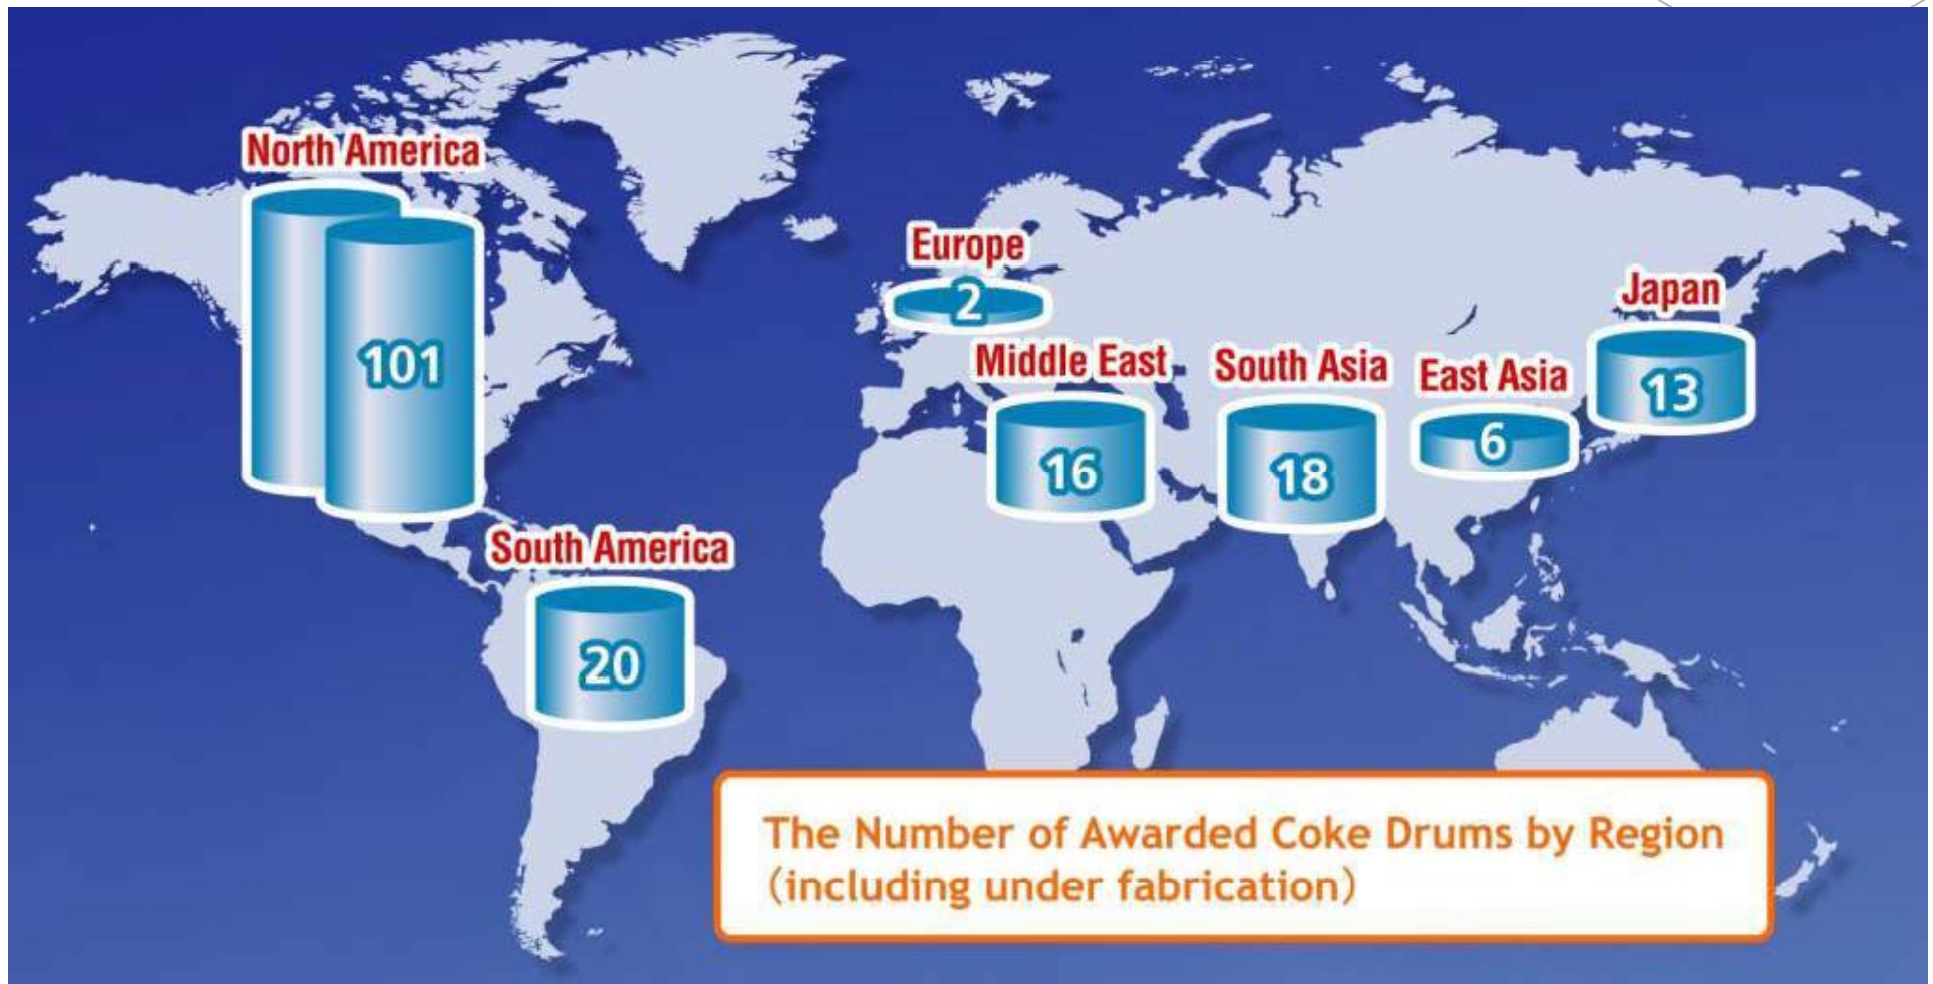 North America
101
Europe
2
Japan
13
Middle East
16
South Asia
18
East Asia
6
South America
20
The Number of Awarded Coke Drums by Region
（including under fabrication）